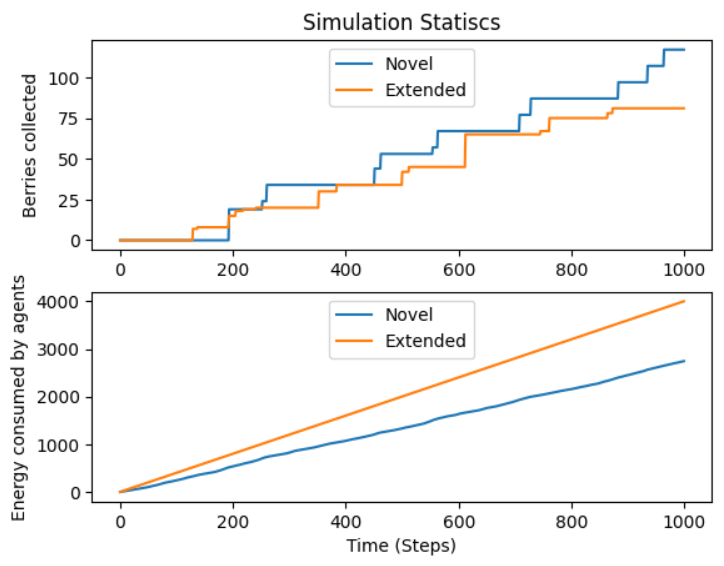 Simulation Statiscs
Berries collected
100
75
50
25
0
Novel
Extended
0 200 400 600 800 1000
Energy consumed by agents
4000
3000
2000
1000
0
Novel
Extended
0 200 400 600 800 1000
Time (Steps)